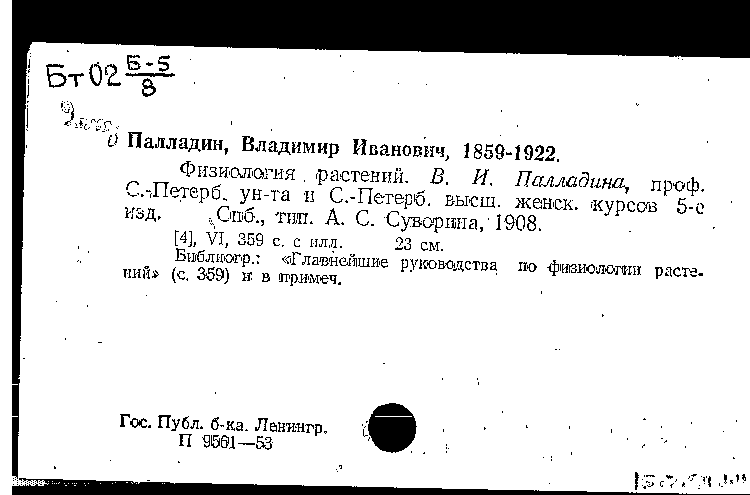 Бт 02 Б-5/8
Палладин, Владимир Иванович, 1859-1922.
Физиология растений. В. И. Палладина, проф.
С.-Петерб. ун-та и С.-Петерб. высш. женск. курсов 5-е
изд. Спб., тип. А. С. Суворина, 1908.
[4], VI, 359 с. с илл. 23 см.
Библиогр.: «Главнейшие руководства по физиологии расте-
ний» (с. 359) и в примеч.
Гос. Публ. б-ка. Ленингр.
П 9561—53